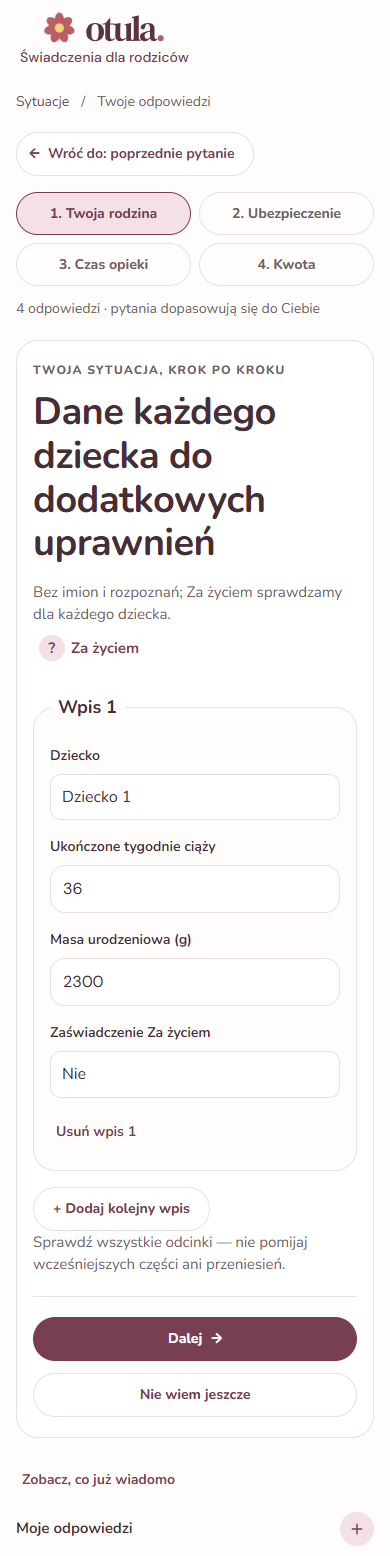 otula.
Świadczenia dla rodziców
Sytuacje / Twoje odpowiedzi
← Wróć do: poprzednie pytanie
1. Twoja rodzina
2. Ubezpieczenie
3. Czas opieki
4. Kwota
4 odpowiedzi · pytania dopasowują się do Ciebie
TWOJA SYTUACJA, KROK PO KROKU
Dane każdego
dziecka do
dodatkowych
uprawnień
Bez imion i rozpoznań; Za życiem sprawdzamy
dla każdego dziecka.
? Za życiem
Wpis 1
Dziecko
Dziecko 1
Ukończone tygodnie ciąży
36
Masa urodzeniowa (g)
2300
Zaświadczenie Za życiem
Nie
Usuń wpis 1
+ Dodaj kolejny wpis
Sprawdź wszystkie odcinki — nie pomijaj
wcześniejszych części ani przeniesień.
Dalej →
Nie wiem jeszcze
Zobacz, co już wiadomo
Moje odpowiedzi
+